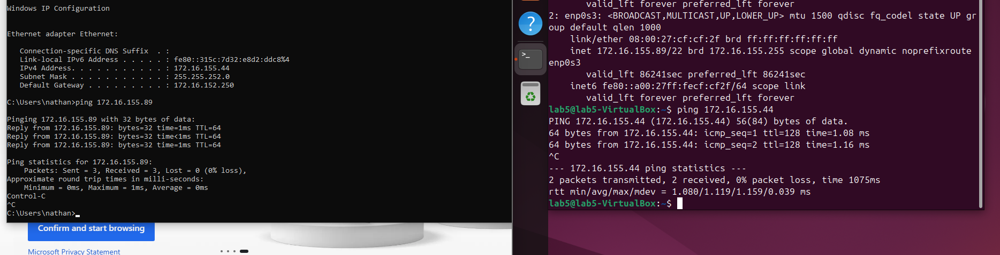 Windows IP Configuration
Ethernet adapter Ethernet:
Connection-specific DNS Suffix  . :
Link-local IPv6 Address . . . . . : fe80::315c:7d32:e8d2:ddc8%4
IPv4 Address. . . . . . . . . . . : 172.16.155.44
Subnet Mask . . . . . . . . . . . : 255.255.252.0
Default Gateway . . . . . . . . . : 172.16.152.250
C:\Users\nathan>ping 172.16.155.89
Pinging 172.16.155.89 with 32 bytes of data:
Reply from 172.16.155.89: bytes=32 time=1ms TTL=64
Reply from 172.16.155.89: bytes=32 time<1ms TTL=64
Reply from 172.16.155.89: bytes=32 time=1ms TTL=64
Ping statistics for 172.16.155.89:
Packets: Sent = 3, Received = 3, Lost = 0 (0% loss),
Approximate round trip times in milli-seconds:
Minimum = 0ms, Maximum = 1ms, Average = 0ms
Control-C
^C
C:\Users\nathan>
Confirm and start browsing
Microsoft Privacy Statement
valid_lft forever preferred_lft forever
2: enp0s3: <BROADCAST,MULTICAST,UP,LOWER_UP> mtu 1500 qdisc fq_codel state UP gr
oup default qlen 1000
link/ether 08:00:27:cf:cf:2f brd ff:ff:ff:ff:ff:ff
inet 172.16.155.89/22 brd 172.16.155.255 scope global dynamic noprefixroute
enp0s3
valid_lft 86241sec preferred_lft 86241sec
inet6 fe80::a00:27ff:fecf:cf2f/64 scope link
valid_lft forever preferred_lft forever
lab5@lab5-VirtualBox:~$ ping 172.16.155.44
PING 172.16.155.44 (172.16.155.44) 56(84) bytes of data.
64 bytes from 172.16.155.44: icmp_seq=1 ttl=128 time=1.08 ms
64 bytes from 172.16.155.44: icmp_seq=2 ttl=128 time=1.16 ms
^C
--- 172.16.155.44 ping statistics ---
2 packets transmitted, 2 received, 0% packet loss, time 1075ms
rtt min/avg/max/mdev = 1.080/1.119/1.159/0.039 ms
lab5@lab5-VirtualBox:~$